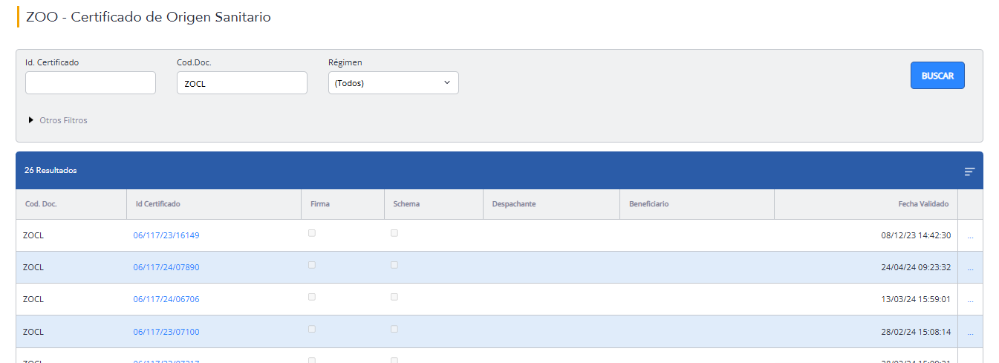 ZOO - Certificado de Origen Sanitario
Id. Certificado Cod.Doc. Régimen
ZOCL (Todos) BUSCAR
Otros Filtros
26 Resultados
Cod. Doc. Id Certificado Firma Schema Despachante Beneficiario Fecha Validado
ZOCL 06/117/23/16149 08/12/23 14:42:30 ...
ZOCL 06/117/24/07890 24/04/24 09:23:32 ...
ZOCL 06/117/24/06706 13/03/24 15:59:01 ...
ZOCL 06/117/23/07100 28/02/24 15:08:14 ...
ZOCL